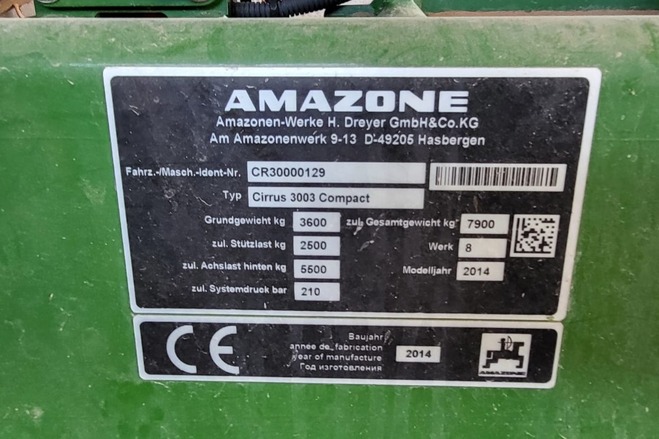 AMAZONE
Amazonen-Werke H. Dreyer GmbH&Co.KG
Am Amazonenwerk 9-13 D-49205 Hasbergen
Fahrz.-/Masch.-Ident-Nr. CR30000129
Typ Cirrus 3003 Compact
Grundgewicht kg 3600 zul. Gesamtgewicht kg* 7900
zul. Stützlast kg 2500 Werk 8
zul. Achslast hinten kg 5500 Modelljahr 2014
zul. Systemdruck bar 210
CE
Baujahr
annee de fabrication
year of manufacture 2014
Год изготовления
AMAZONE